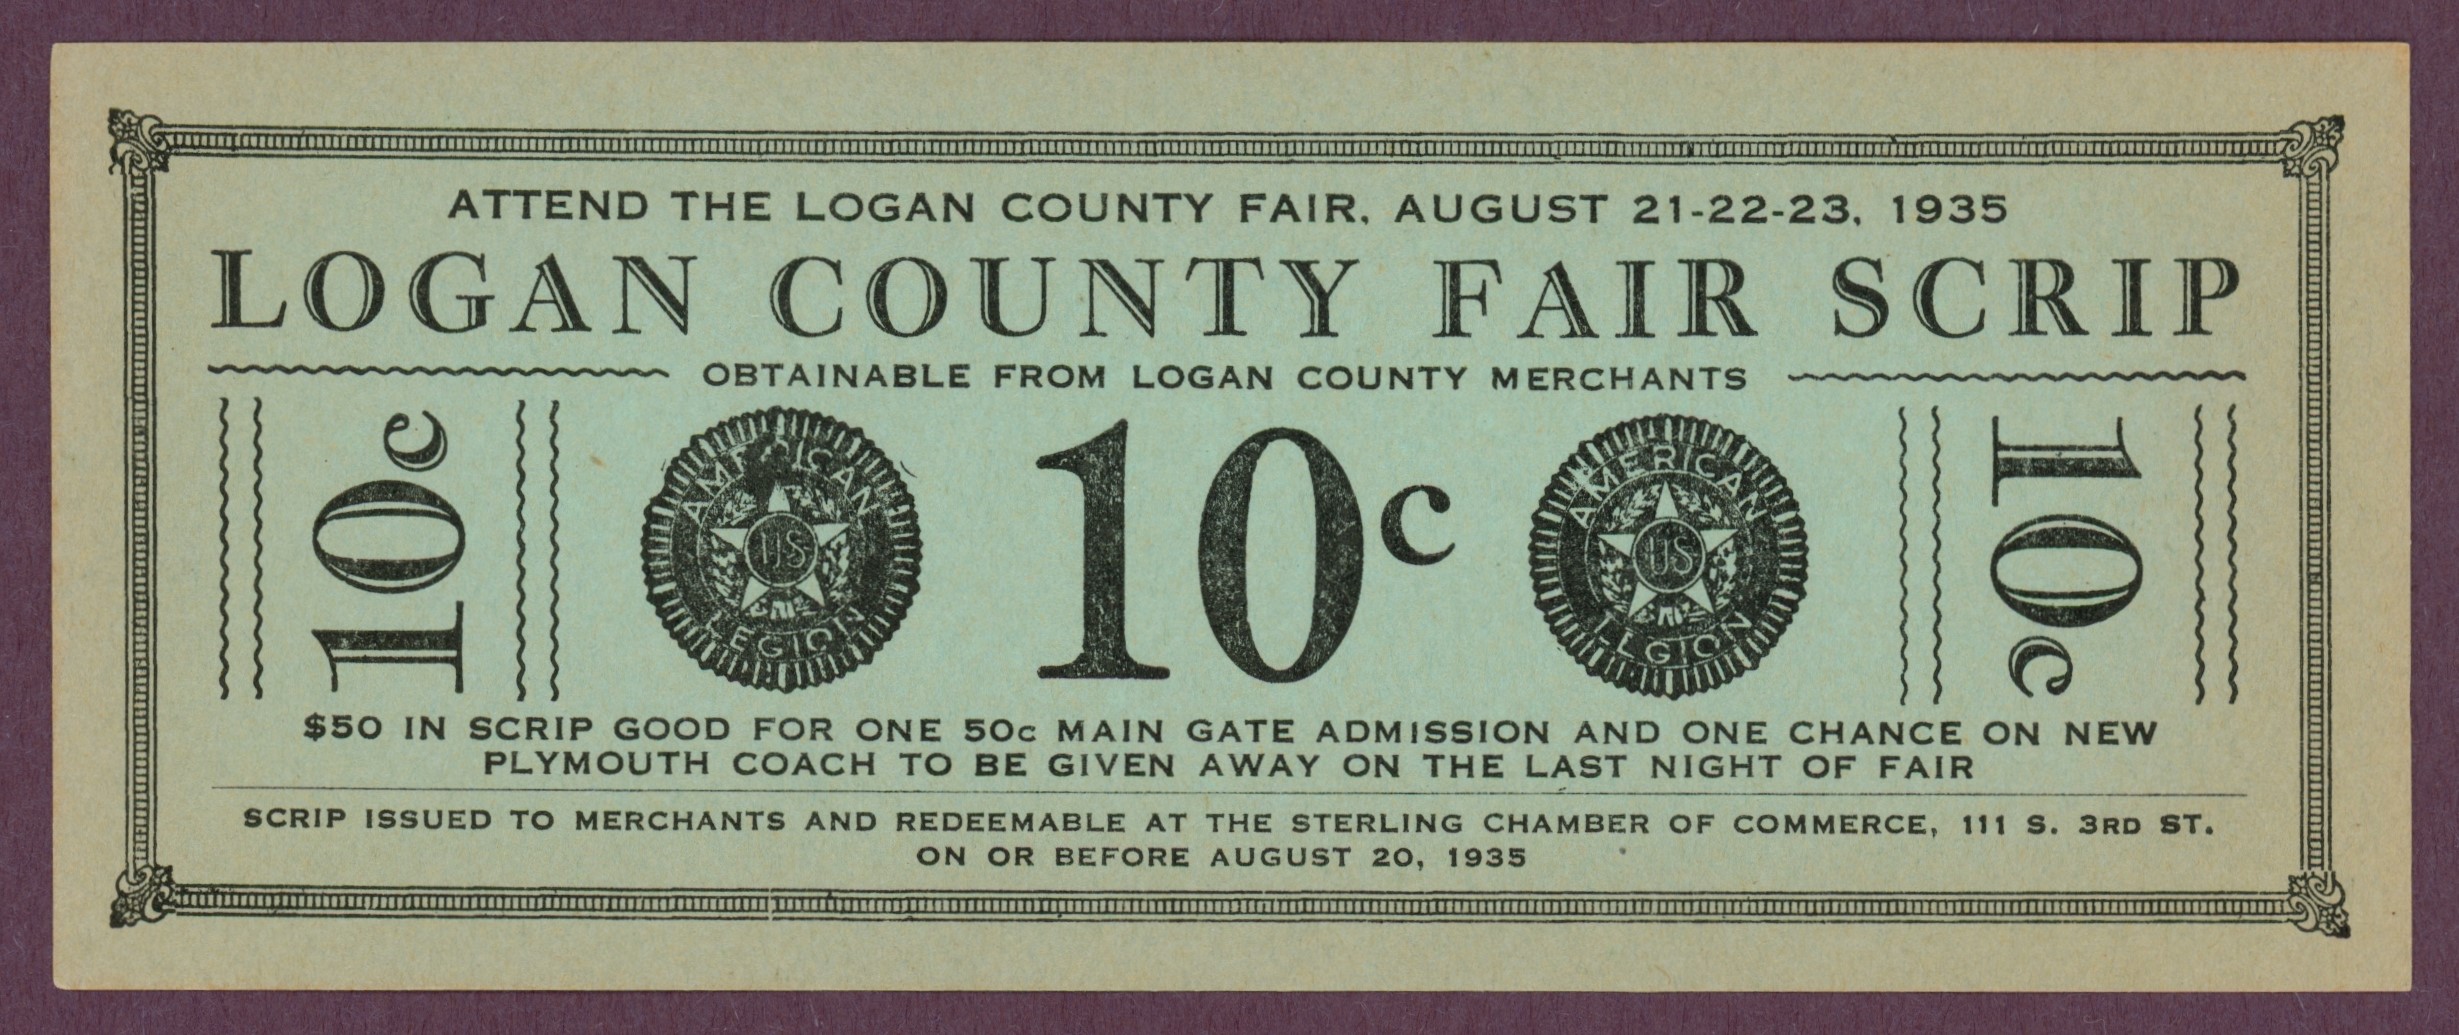 ATTEND THE LOGAN COUNTY FAIR, AUGUST 21-22-23, 1935
LOGAN COUNTY FAIR SCRIP
OBTAINABLE FROM LOGAN COUNTY MERCHANTS
10c
AMERICAN
US
LEGION
10c
AMERICAN
US
LEGION
10c
$50 IN SCRIP GOOD FOR ONE 50c MAIN GATE ADMISSION AND ONE CHANCE ON NEW
PLYMOUTH COACH TO BE GIVEN AWAY ON THE LAST NIGHT OF FAIR
SCRIP ISSUED TO MERCHANTS AND REDEEMABLE AT THE STERLING CHAMBER OF COMMERCE, 111 S. 3RD ST.
ON OR BEFORE AUGUST 20, 1935